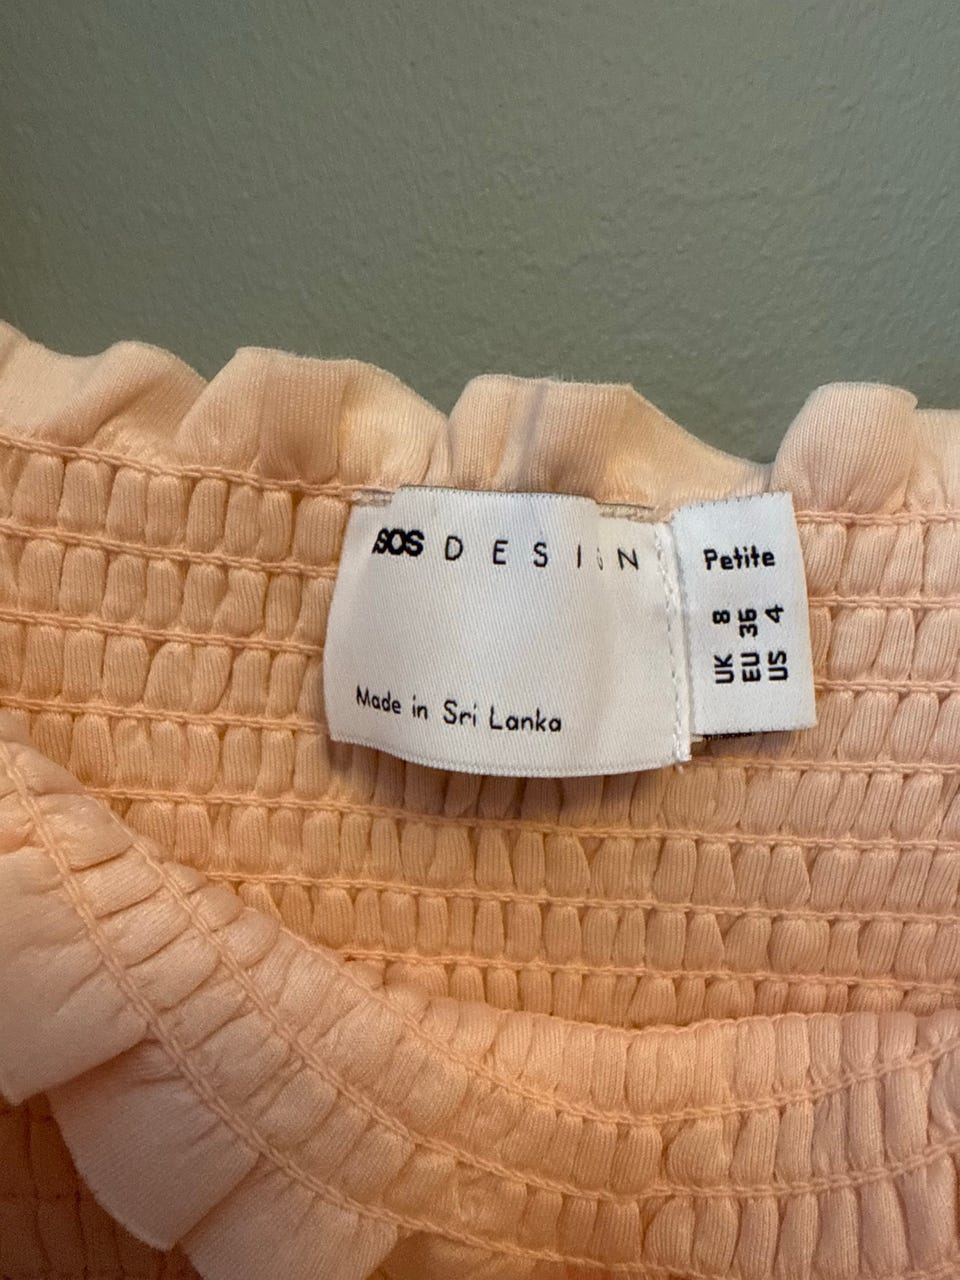 ASOS DESIGN
Made in Sri Lanka
Petite
UK 8
EU 36
US 4